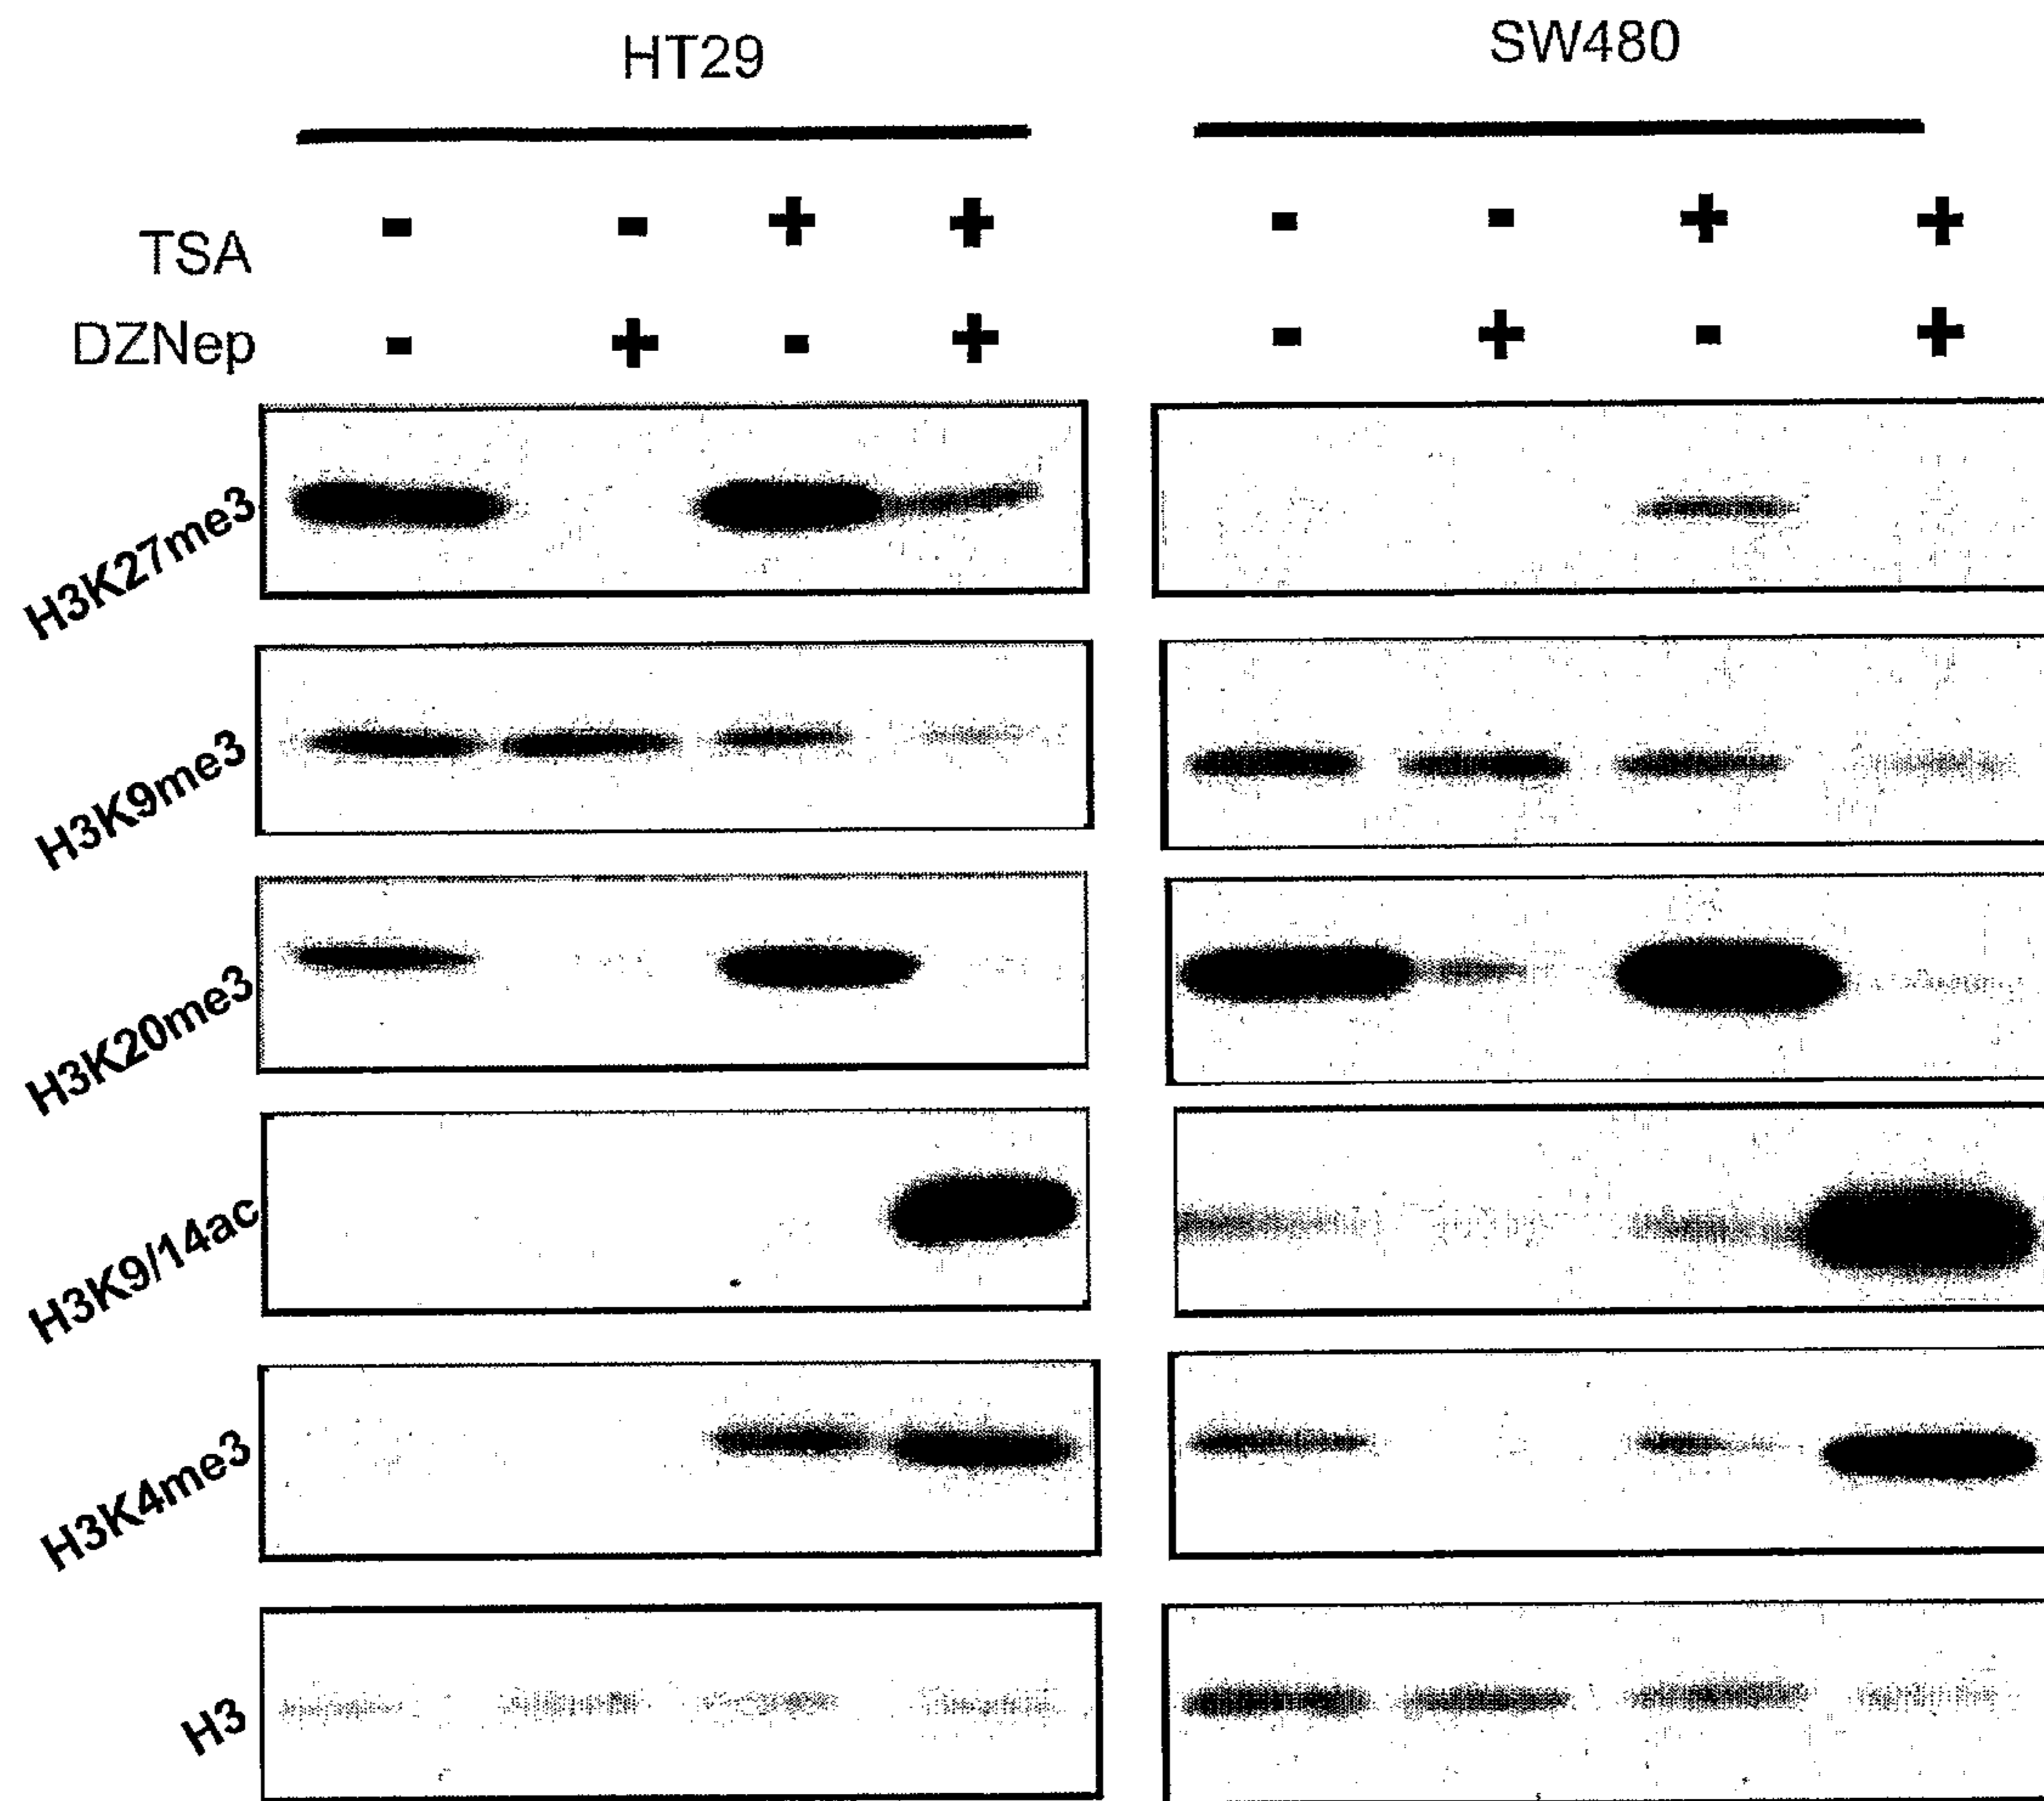 HT29 SW480
TSA - - + + - - + +
DZNep - + - + - + - +
H3K27me3
H3K9me3
H3K20me3
H3K9/14ac
H3K4me3
H3